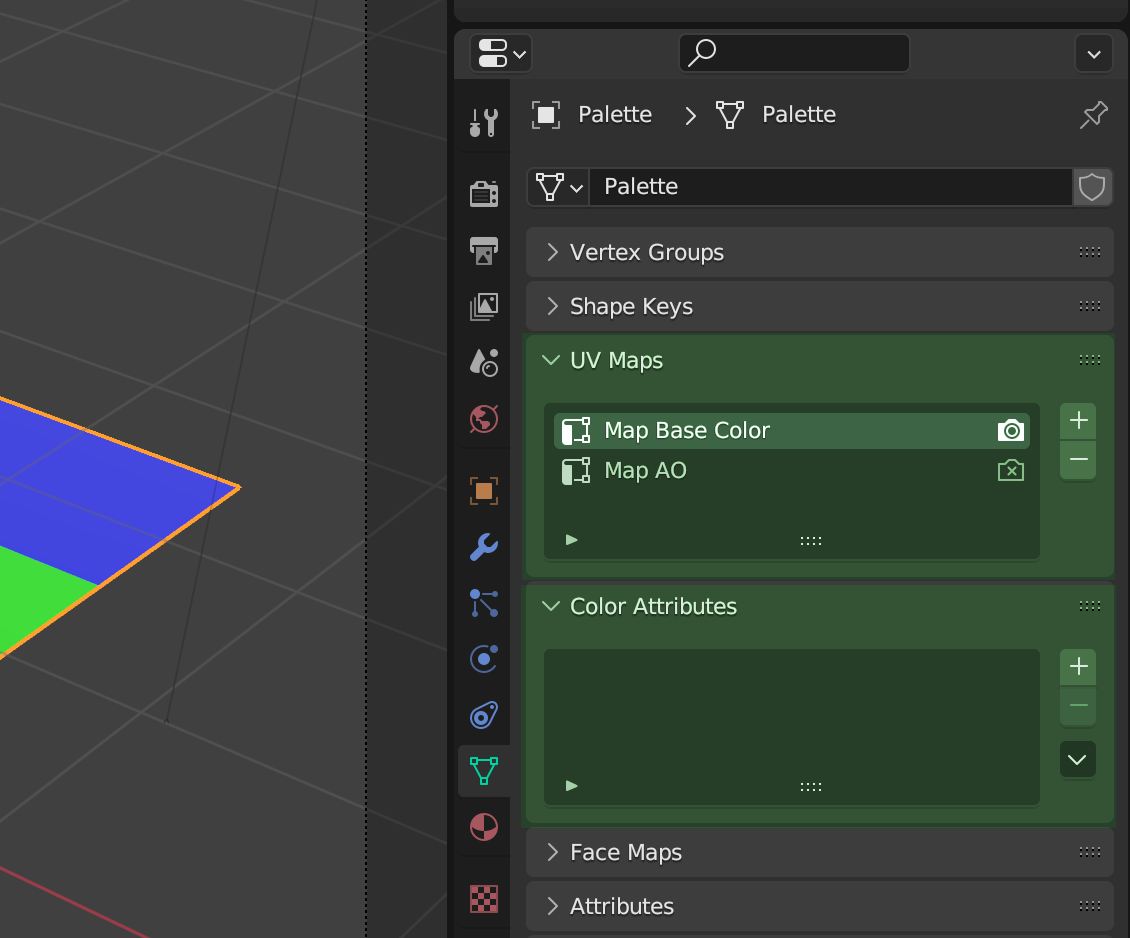 Palette > Palette
Palette
Vertex Groups
Shape Keys
UV Maps
Map Base Color
Map AO
Color Attributes
Face Maps
Attributes